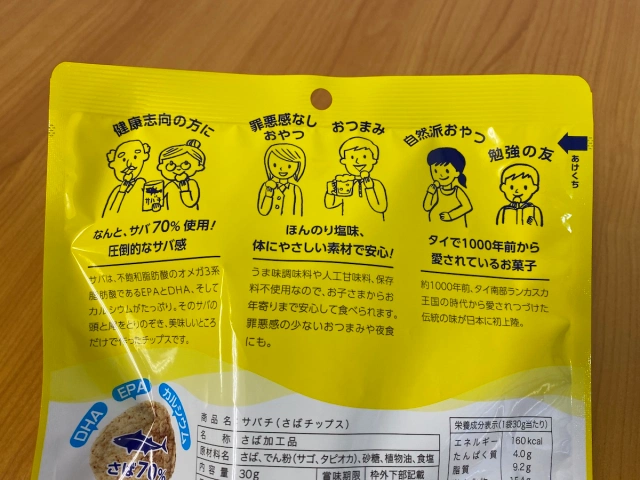 健康志向の方に
罪悪感なし
おやつ
おつまみ
自然派おやつ
勉強の友
あけくち
サバチ
なんと、サバ70%使用!
圧倒的なサバ感
サバは、不飽和脂肪酸のオメガ3系
脂肪酸であるEPAとDHA、そして
カルシウムがたっぷり。そのサバの
頭と尾をとりのぞき、美味しいところ
だけで作ったチップスです。
ほんのり塩味、
体にやさしい素材で安心!
うま味調味料や人工甘味料、保存
料不使用なので、お子さまからお
年寄りまで安心して食べられます。
罪悪感の少ないおつまみや夜食
にも。
タイで1000年前から
愛されているお菓子
約1000年前、タイ南部ランカスカ
王国の時代から愛されつづけた
伝統の味が日本に初上陸。
DHA
EPA
カルシウム
さば70%
商品名 サバチ(さばチップス)
名称 さば加工品
原材料名 さば、でん粉(サゴ、タピオカ)、砂糖、植物油、食塩
内容量 30g 賞味期限 枠外下部記載
栄養成分表示(1袋30g当たり)
エネルギー 160kcal
たんぱく質 4.0g
脂質 9.2g